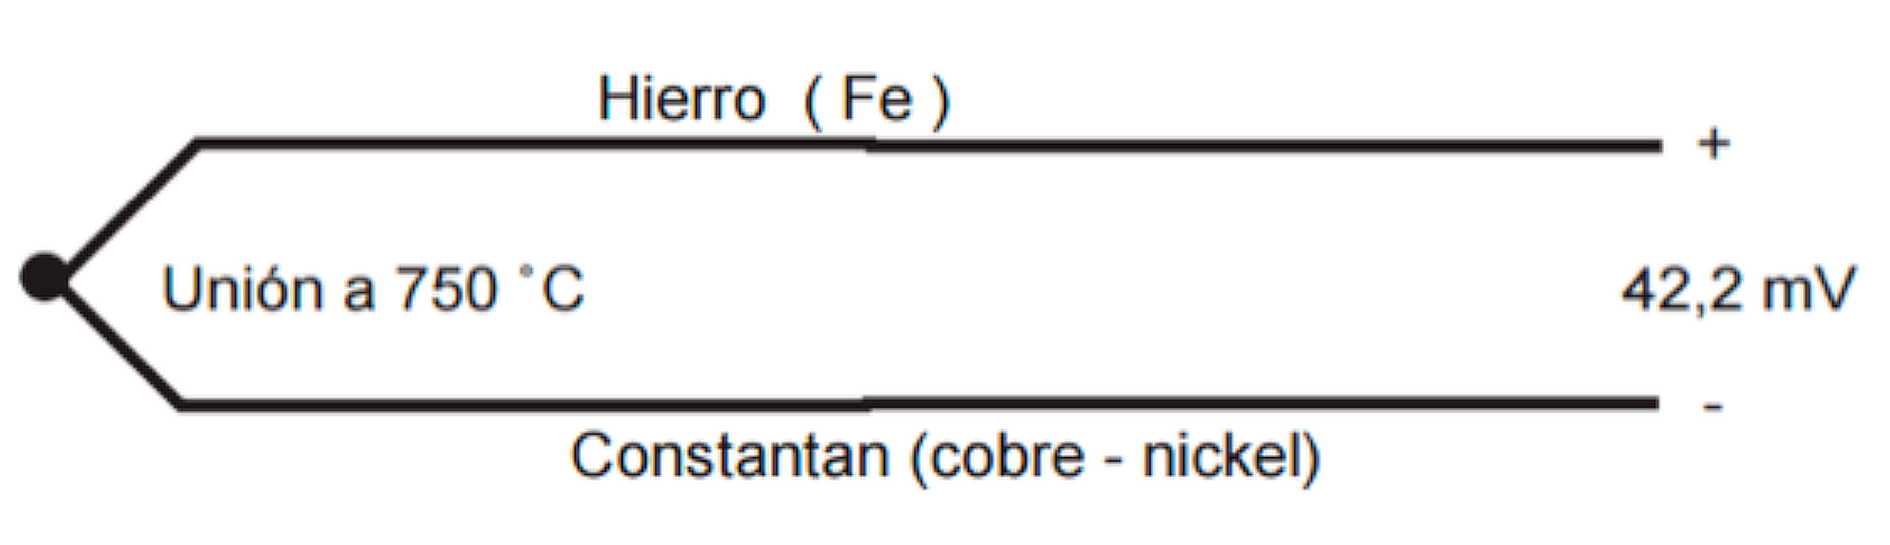 Hierro ( Fe )
+
Unión a 750 °C
42,2 mV
-
Constantan (cobre - nickel)